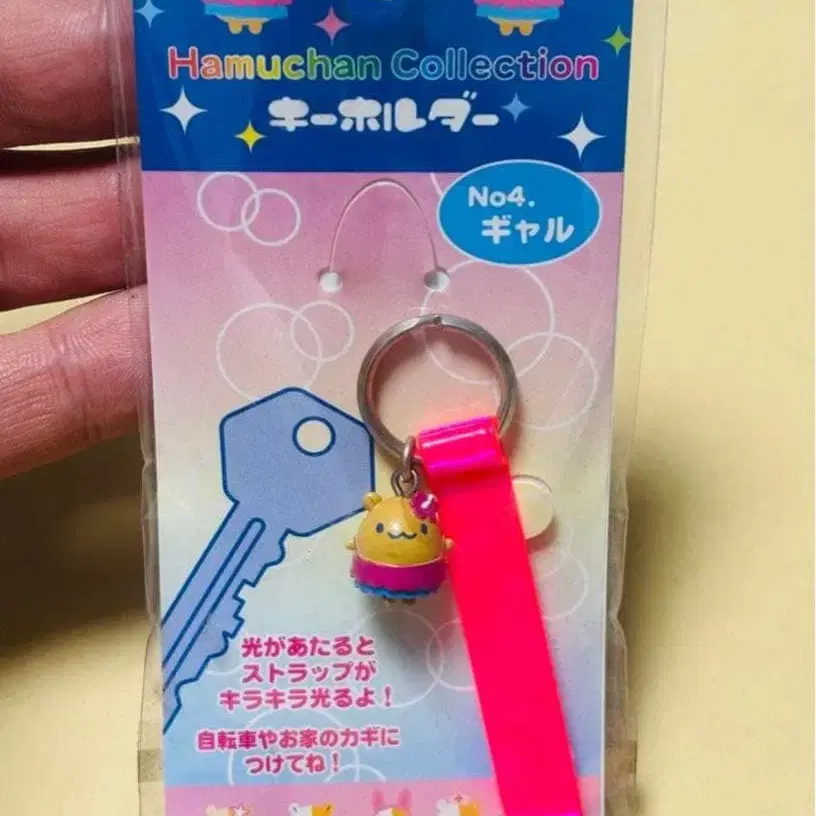 Hamuchan Collection
キーホルダー
No4.
ギャル
光があたると
ストラップが
キラキラ光るよ！
自転車やお家のカギに
つけてね！